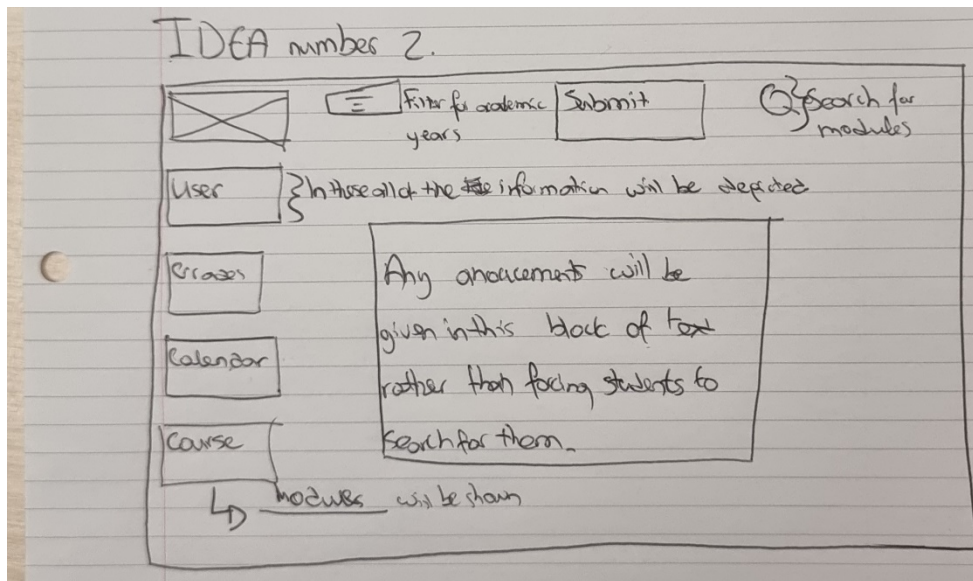 IDEA number 2.
Filter for academic
years
Submit
Search for
modules
User
In these all of the information will be depicted
Calendar
Course
Any anoucements will be
given in this block of text
rather than forcing students to
search for them.
modules will be shown